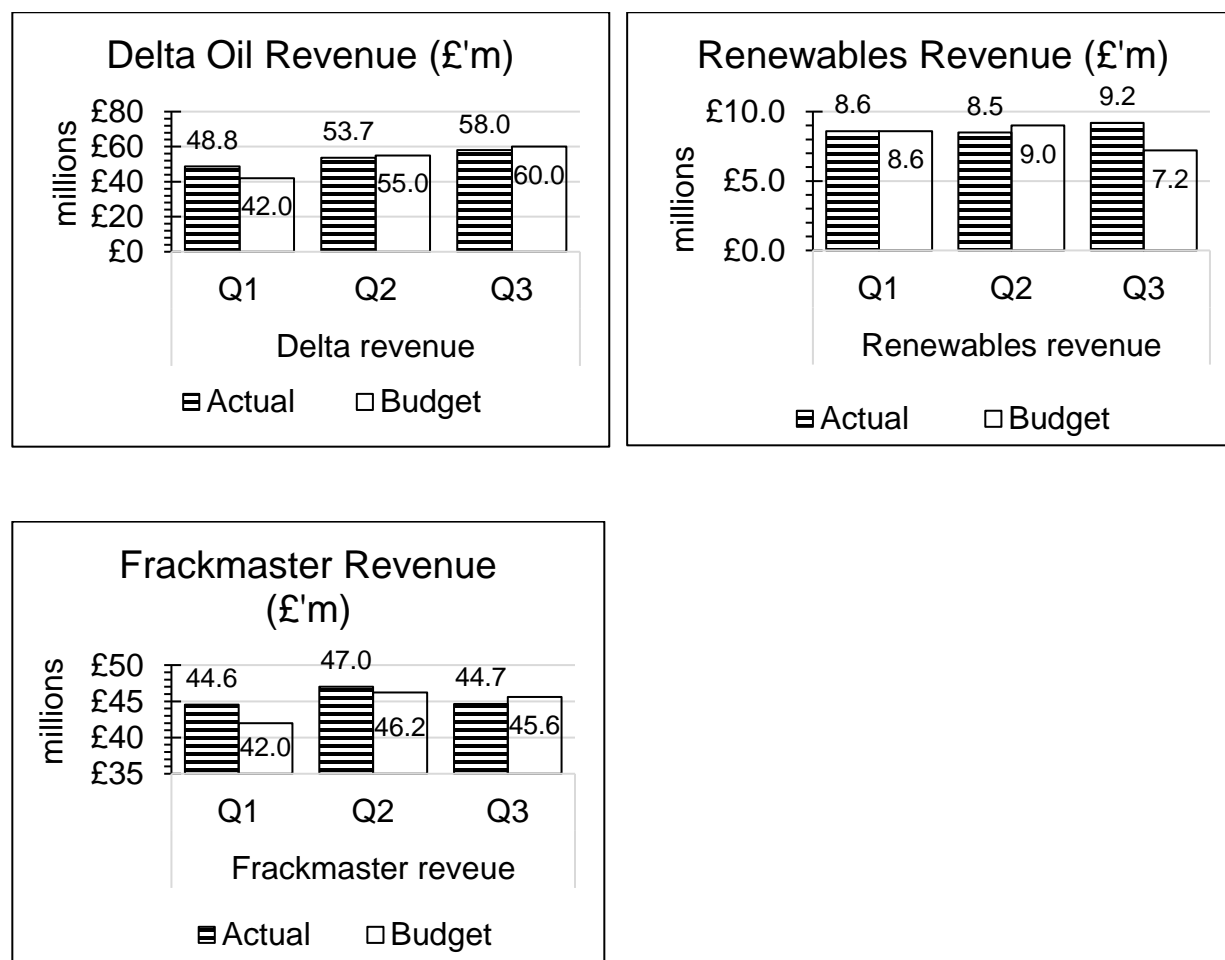 Delta Oil Revenue (£'m)
millions
£80
£60
£40
£20
£0
48.8
42.0
53.7
55.0
58.0
60.0
Q1 Q2 Q3
Delta revenue
Actual Budget
Renewables Revenue (£'m)
millions
£10.0
£5.0
£0.0
8.6
8.6
8.5
9.0
9.2
7.2
Q1 Q2 Q3
Renewables revenue
Actual Budget
Frackmaster Revenue
(£'m)
millions
£50
£45
£40
£35
44.6
42.0
47.0
46.2
44.7
45.6
Q1 Q2 Q3
Frackmaster reveue
Actual Budget